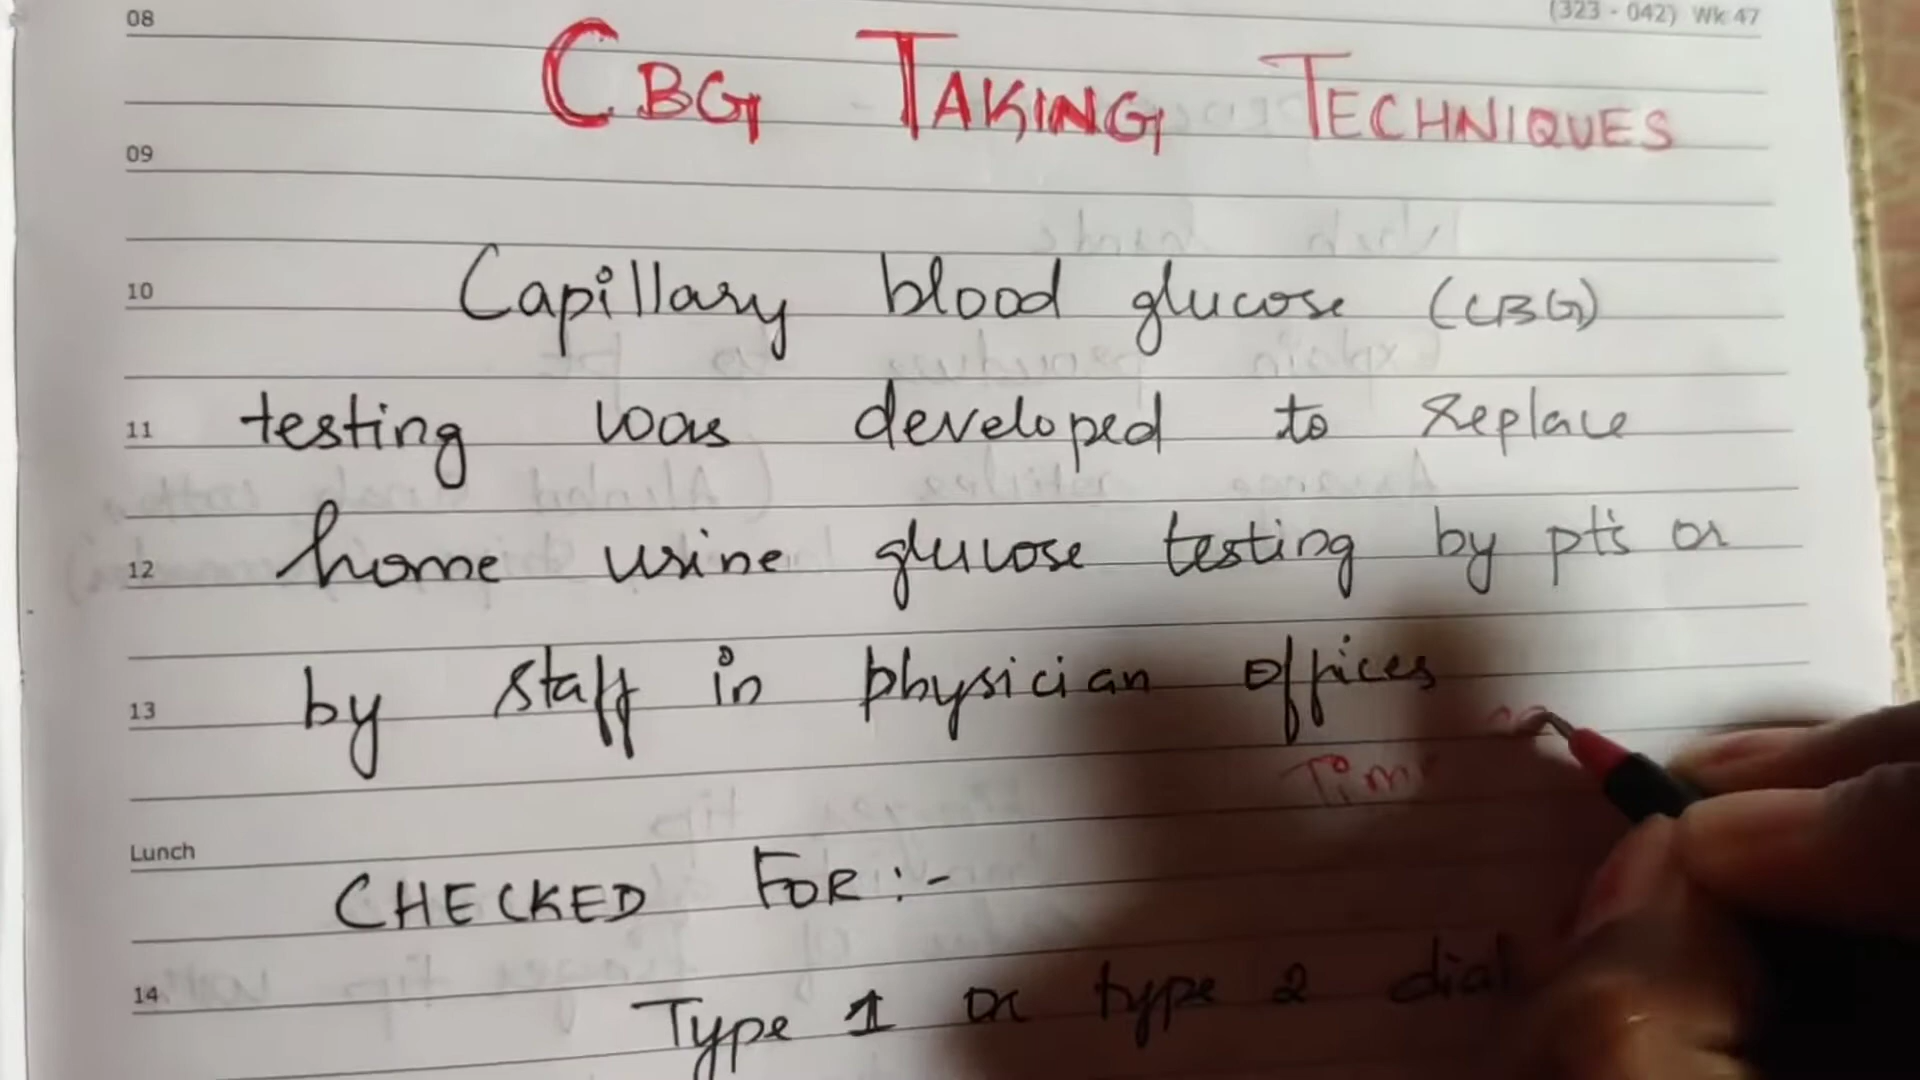 08
(323 - 042) Wk 47
CBG TAKING TECHNIQUES
09
10 Capillary blood glucose (CBG)
11 testing was developed to replace
12 home urine glucose testing by pt's or
13 by staff in physician offices
Lunch
CHECKED FOR:-
14 Type 1 or type 2